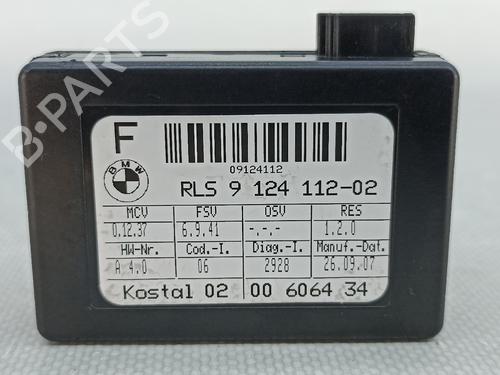 B-PARTS
F
09124112
BMW
RLS 9 124 112-02
MCV FSV OSV RES
0.12.37 6.9.41 -.-.- 1.2.0
HW-Nr. Cod.-I. Diag.-I. Manuf.-Dat.
A 4.0 06 2928 26.09.07
Kostal 02 00 6064 34